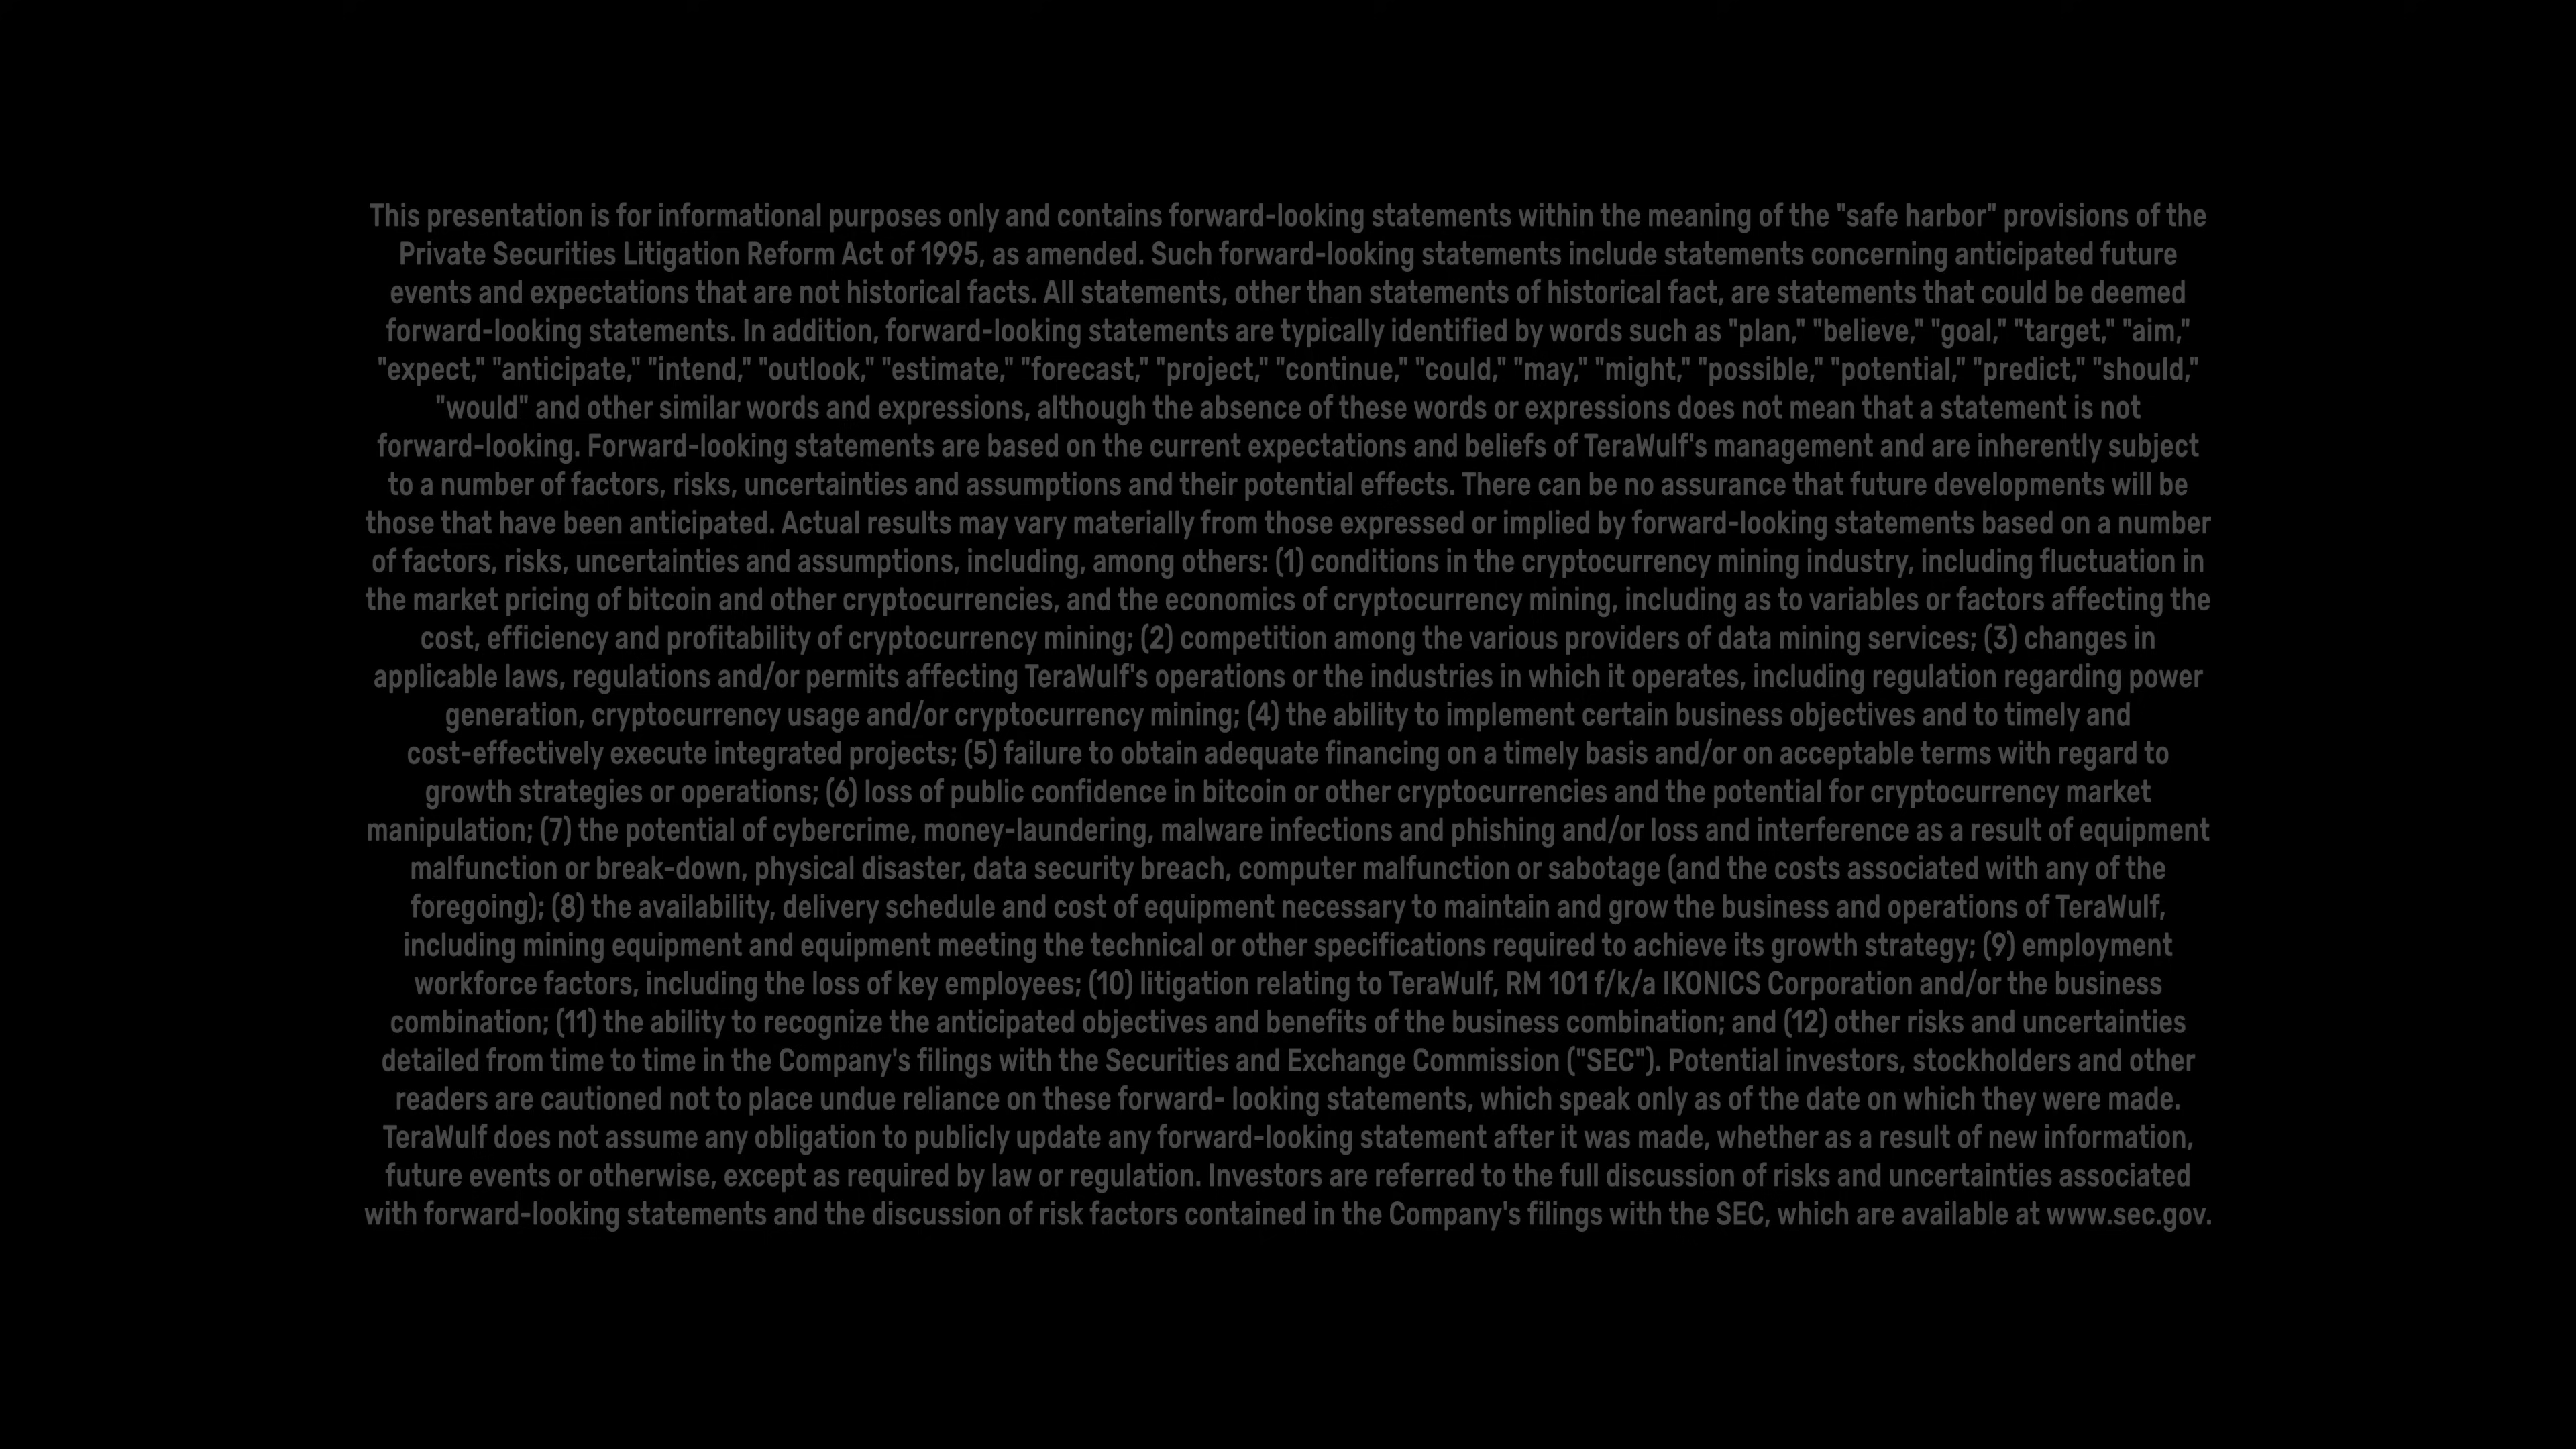 This presentation is for informational purposes only and contains forward-looking statements within the meaning of the "safe harbor" provisions of the
Private Securities Litigation Reform Act of 1995, as amended. Such forward-looking statements include statements concerning anticipated future
events and expectations that are not historical facts. All statements, other than statements of historical fact, are statements that could be deemed
forward-looking statements. In addition, forward-looking statements are typically identified by words such as "plan," "believe," "goal," "target," "aim,"
"expect," "anticipate," "intend," "outlook," "estimate," "forecast," "project," "continue," "could," "may," "might," "possible," "potential," "predict," "should,"
"would" and other similar words and expressions, although the absence of these words or expressions does not mean that a statement is not
forward-looking. Forward-looking statements are based on the current expectations and beliefs of TeraWulf's management and are inherently subject
to a number of factors, risks, uncertainties and assumptions and their potential effects. There can be no assurance that future developments will be
those that have been anticipated. Actual results may vary materially from those expressed or implied by forward-looking statements based on a number
of factors, risks, uncertainties and assumptions, including, among others: (1) conditions in the cryptocurrency mining industry, including fluctuation in
the market pricing of bitcoin and other cryptocurrencies, and the economics of cryptocurrency mining, including as to variables or factors affecting the
cost, efficiency and profitability of cryptocurrency mining; (2) competition among the various providers of data mining services; (3) changes in
applicable laws, regulations and/or permits affecting TeraWulf's operations or the industries in which it operates, including regulation regarding power
generation, cryptocurrency usage and/or cryptocurrency mining; (4) the ability to implement certain business objectives and to timely and
cost-effectively execute integrated projects; (5) failure to obtain adequate financing on a timely basis and/or on acceptable terms with regard to
growth strategies or operations; (6) loss of public confidence in bitcoin or other cryptocurrencies and the potential for cryptocurrency market
manipulation; (7) the potential of cybercrime, money-laundering, malware infections and phishing and/or loss and interference as a result of equipment
malfunction or break-down, physical disaster, data security breach, computer malfunction or sabotage (and the costs associated with any of the
foregoing); (8) the availability, delivery schedule and cost of equipment necessary to maintain and grow the business and operations of TeraWulf,
including mining equipment and equipment meeting the technical or other specifications required to achieve its growth strategy; (9) employment
workforce factors, including the loss of key employees; (10) litigation relating to TeraWulf, RM 101 f/k/a IKONICS Corporation and/or the business
combination; (11) the ability to recognize the anticipated objectives and benefits of the business combination; and (12) other risks and uncertainties
detailed from time to time in the Company's filings with the Securities and Exchange Commission ("SEC"). Potential investors, stockholders and other
readers are cautioned not to place undue reliance on these forward- looking statements, which speak only as of the date on which they were made.
TeraWulf does not assume any obligation to publicly update any forward-looking statement after it was made, whether as a result of new information,
future events or otherwise, except as required by law or regulation. Investors are referred to the full discussion of risks and uncertainties associated
with forward-looking statements and the discussion of risk factors contained in the Company's filings with the SEC, which are available at www.sec.gov.